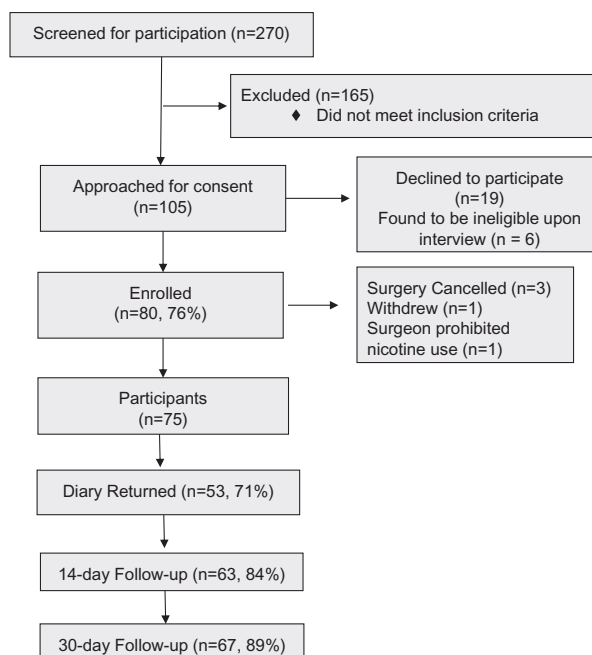 Screened for participation (n=270)
Excluded (n=165)
♦ Did not meet inclusion criteria
Approached for consent
(n=105)
Declined to participate
(n=19)
Found to be ineligible upon
interview (n = 6)
Enrolled
(n=80, 76%)
Surgery Cancelled (n=3)
Withdrew (n=1)
Surgeon prohibited
nicotine use (n=1)
Participants
(n=75)
Diary Returned (n=53, 71%)
14-day Follow-up (n=63, 84%)
30-day Follow-up (n=67, 89%)